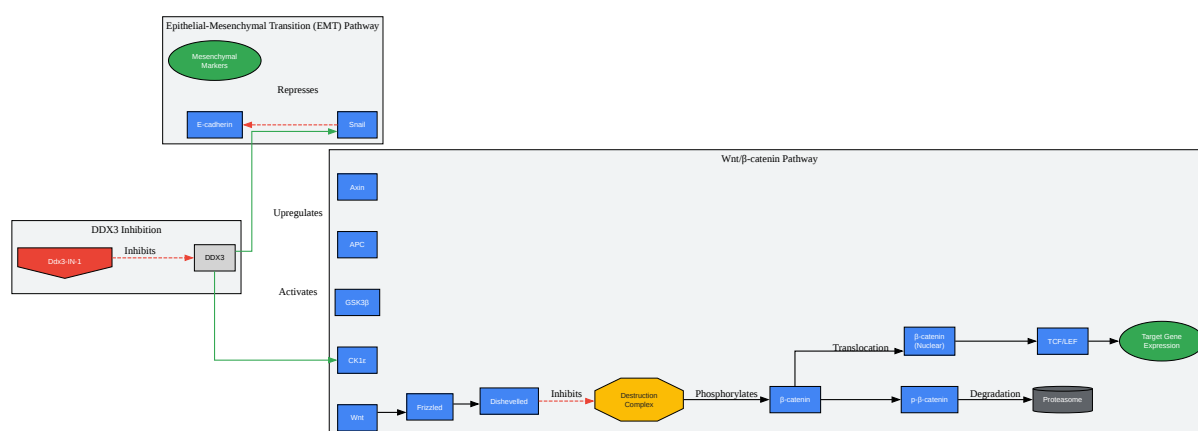 Epithelial-Mesenchymal Transition (EMT) Pathway
Mesenchymal
Markers
Represses
E-cadherin
Snail
Wnt/β-catenin Pathway
Axin
Upregulates
DDX3 Inhibition
APC
Ddx3-IN-1
Inhibits
DDX3
Activates
GSK3β
CK1ε
Translocation
β-catenin
(Nuclear)
TCF/LEF
Target Gene
Expression
Wnt
Frizzled
Dishevelled
Inhibits
Destruction
Complex
Phosphorylates
β-catenin
p-β-catenin
Degradation
Proteasome